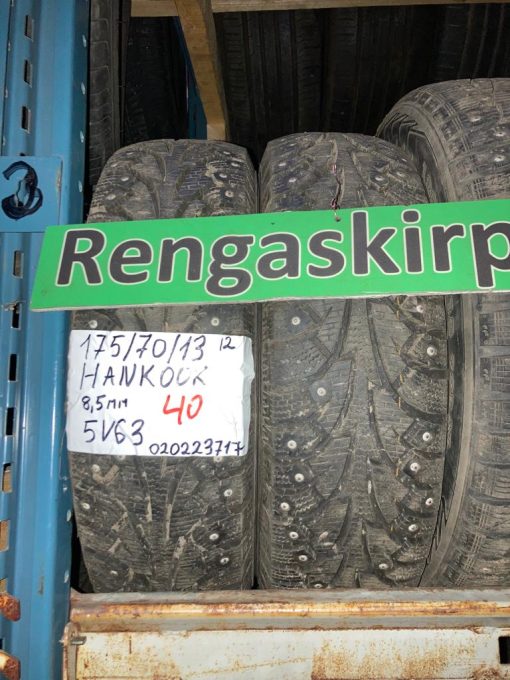 3
Rengaskirp
175/70/13 12
HANKOOK
8,5mm 40
5V63 020223717